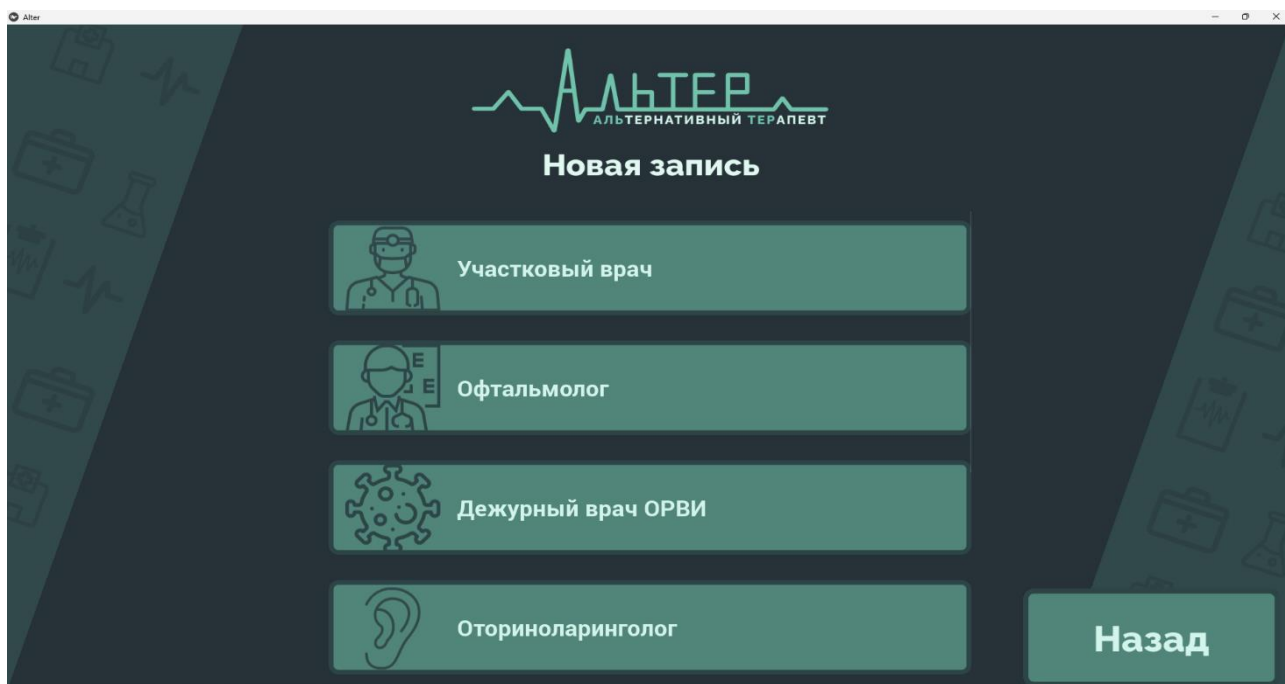 Alter
АЛЬТЕР
АЛЬТЕРНАТИВНЫЙ ТЕРАПЕВТ
Новая запись
Участковый врач
E
E
Офтальмолог
Дежурный врач ОРВИ
Оториноларинголог
Назад